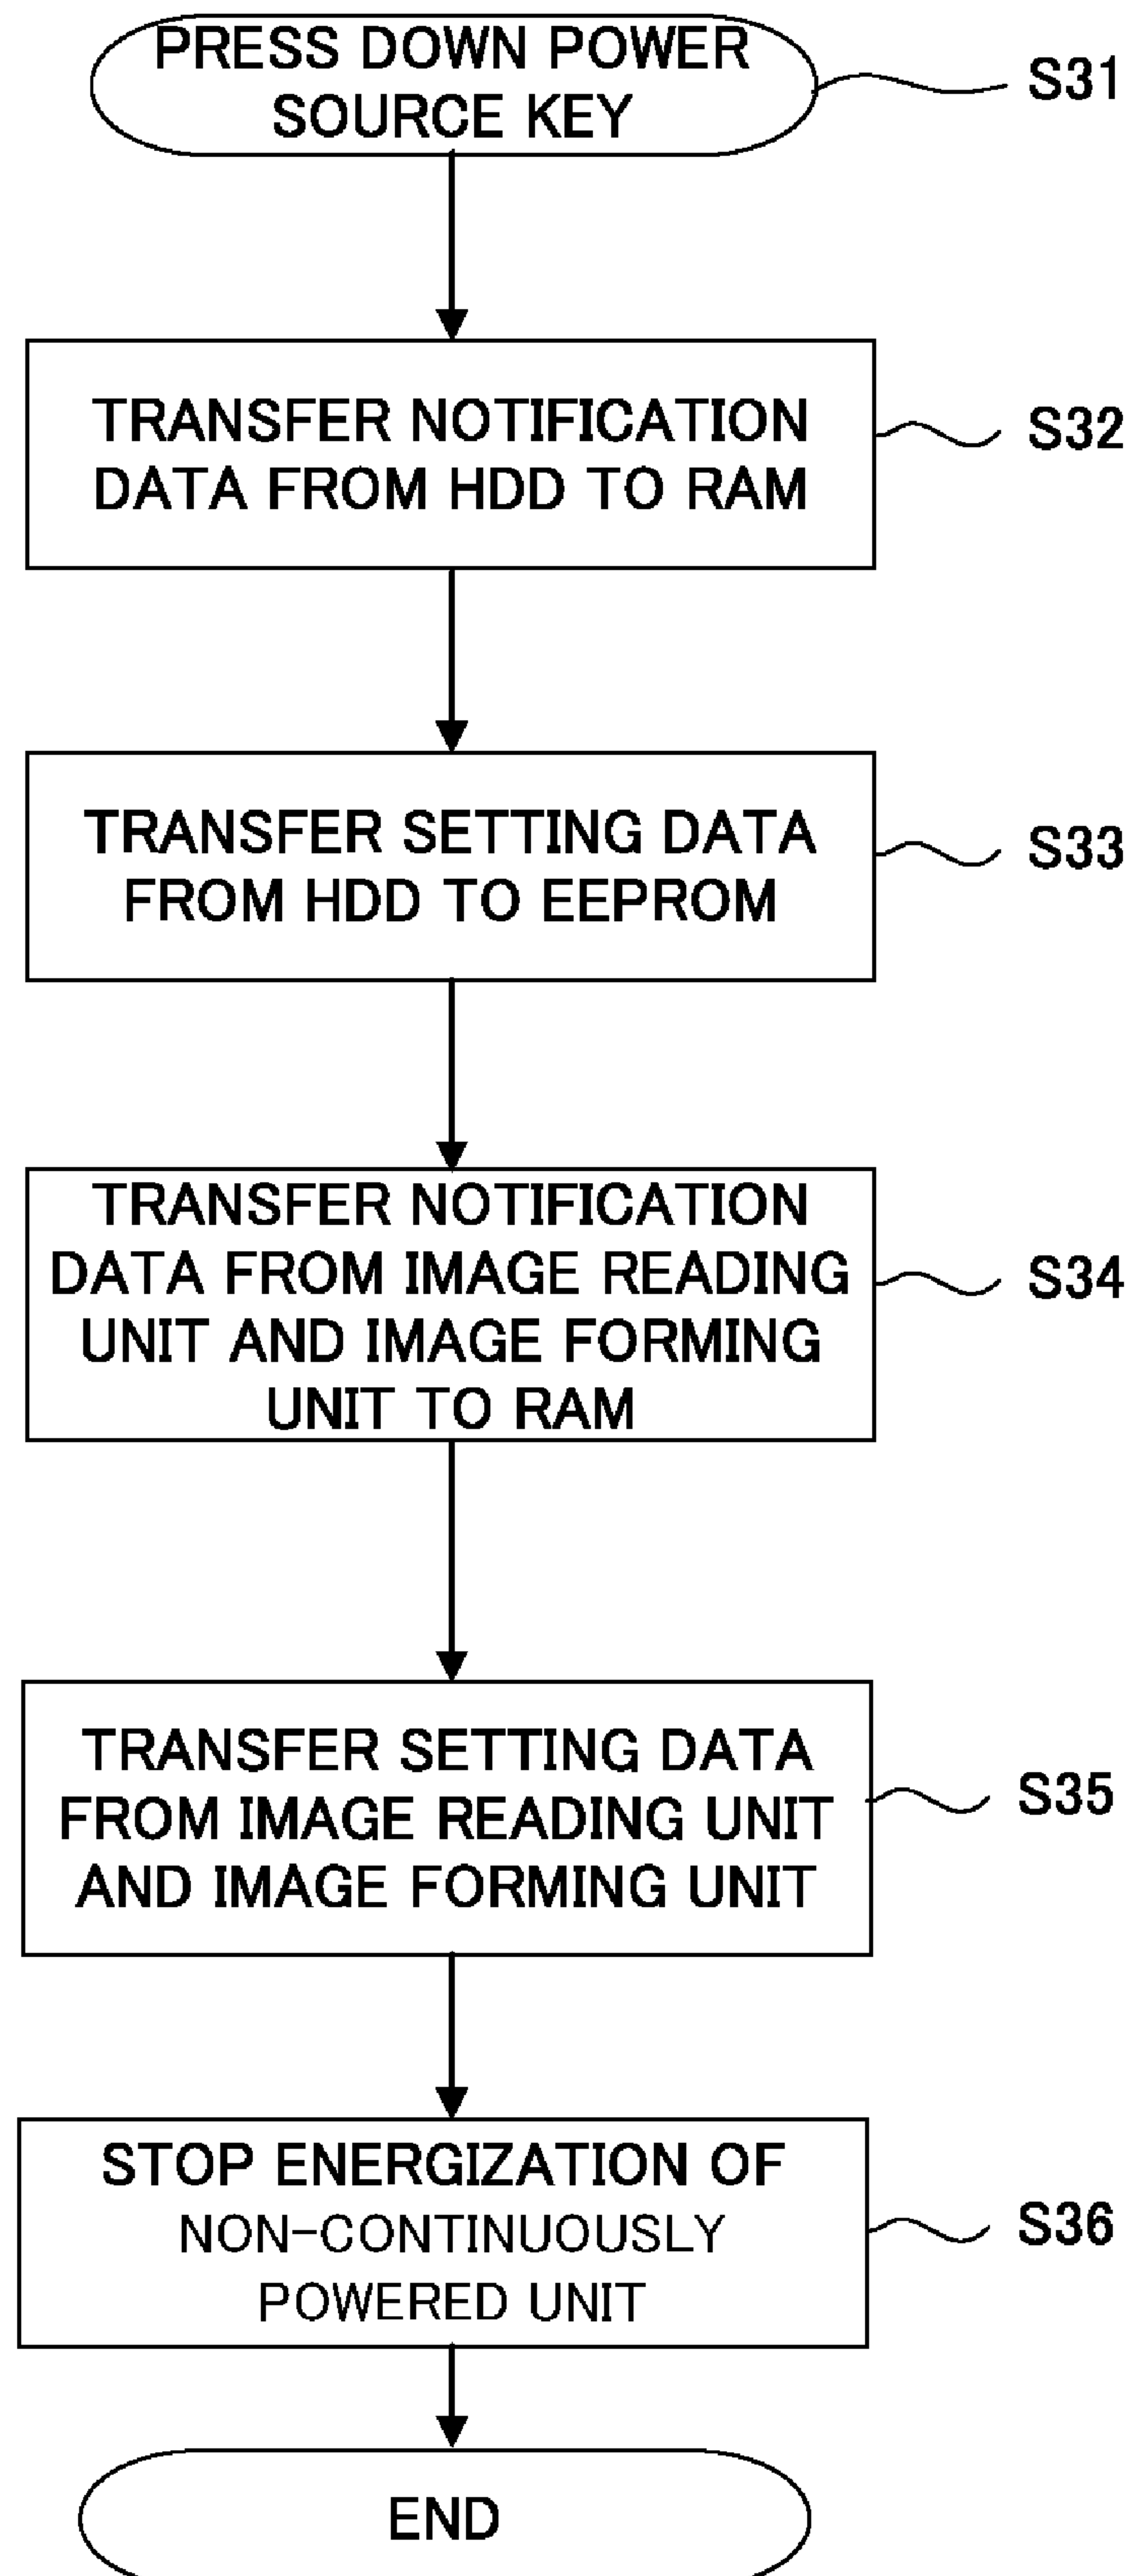 PRESS DOWN POWER
SOURCE KEY
S31
TRANSFER NOTIFICATION
DATA FROM HDD TO RAM
S32
TRANSFER SETTING DATA
FROM HDD TO EEPROM
S33
TRANSFER NOTIFICATION
DATA FROM IMAGE READING
UNIT AND IMAGE FORMING
UNIT TO RAM
S34
TRANSFER SETTING DATA
FROM IMAGE READING UNIT
AND IMAGE FORMING UNIT
S35
STOP ENERGIZATION OF
NON-CONTINUOUSLY
POWERED UNIT
S36
END